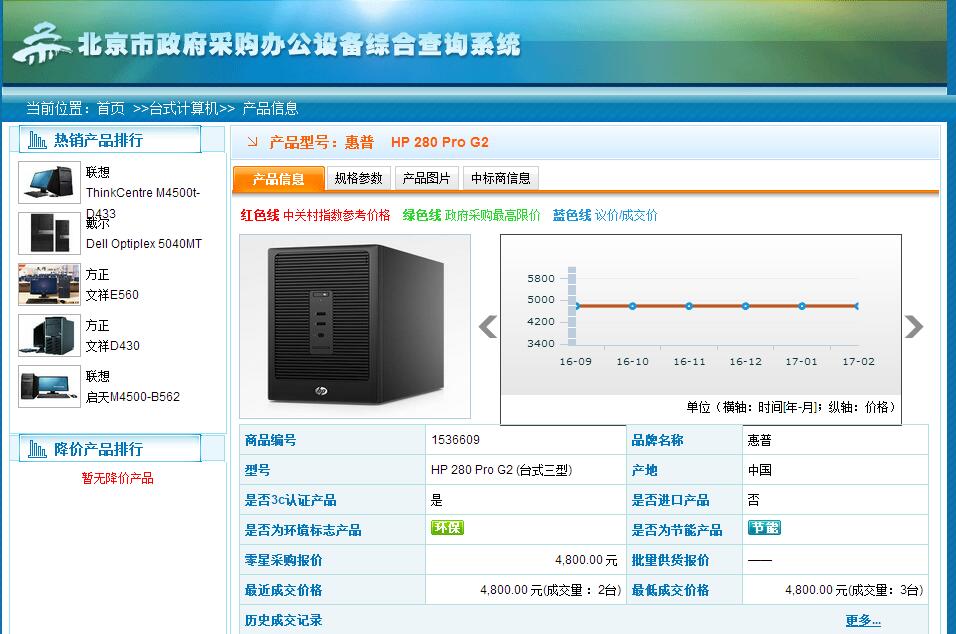 北京市政府采购办公设备综合查询系统
当前位置：首页 >>台式计算机>> 产品信息
热销产品排行
联想
ThinkCentre M4500t-
D433
戴尔
Dell Optiplex 5040MT
方正
文祥E560
方正
文祥D430
联想
启天M4500-B562
降价产品排行
暂无降价产品
产品型号：惠普 HP 280 Pro G2
产品信息 规格参数 产品图片 中标商信息
红色线 中关村指数参考价格 绿色线 政府采购最高限价 蓝色线 议价/成交价
hp
5800
5000
4200
3400
16-09 16-10 16-11 16-12 17-01 17-02
单位（横轴：时间[年-月]；纵轴：价格）
商品编号 1536609 品牌名称 惠普
型号 HP 280 Pro G2 (台式三型) 产地 中国
是否3c认证产品 是 是否进口产品 否
是否为环境标志产品 环保 是否为节能产品 节能
零星采购报价 4,800.00 元 批量供货报价 ——
最近成交价格 4,800.00 元(成交量：2台) 最低成交价格 4,800.00 元(成交量：3台)
历史成交记录 更多...